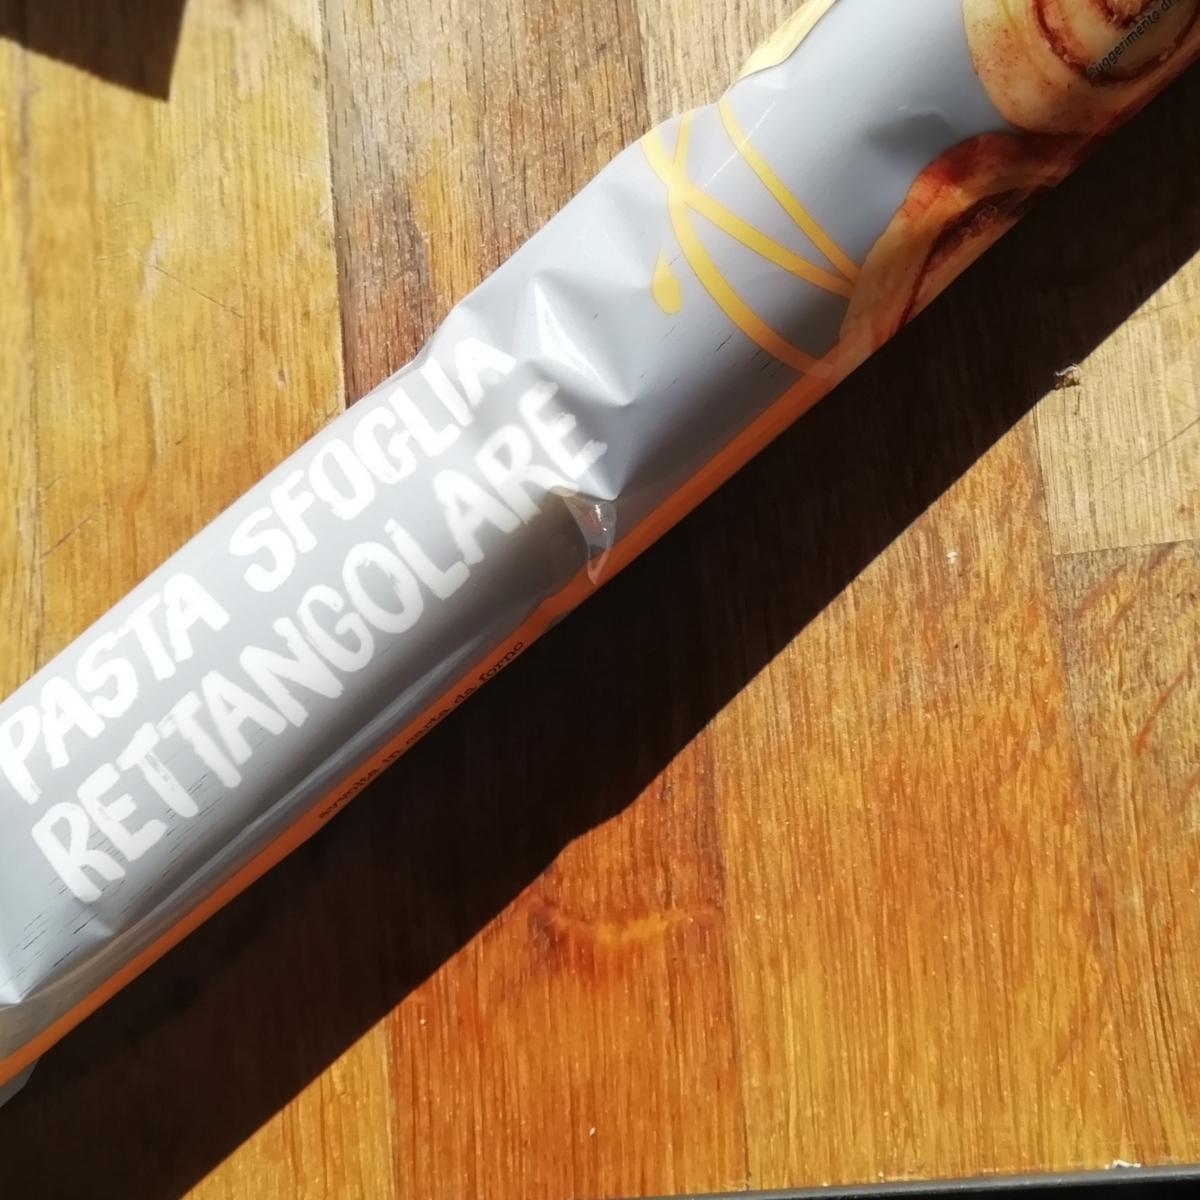 PASTA SFOGLIA
RETTANGOLARE
avvolta in carta da forno
Suggerimento di